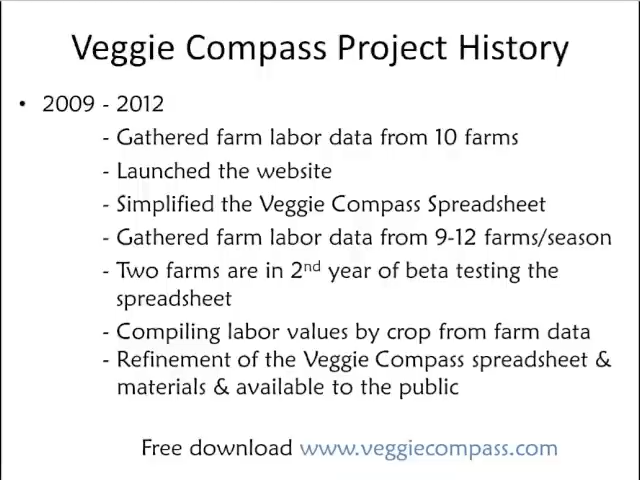 Veggie Compass Project History
• 2009 - 2012
- Gathered farm labor data from 10 farms
- Launched the website
- Simplified the Veggie Compass Spreadsheet
- Gathered farm labor data from 9-12 farms/season
- Two farms are in 2nd year of beta testing the
spreadsheet
- Compiling labor values by crop from farm data
- Refinement of the Veggie Compass spreadsheet &
materials & available to the public
Free download www.veggiecompass.com